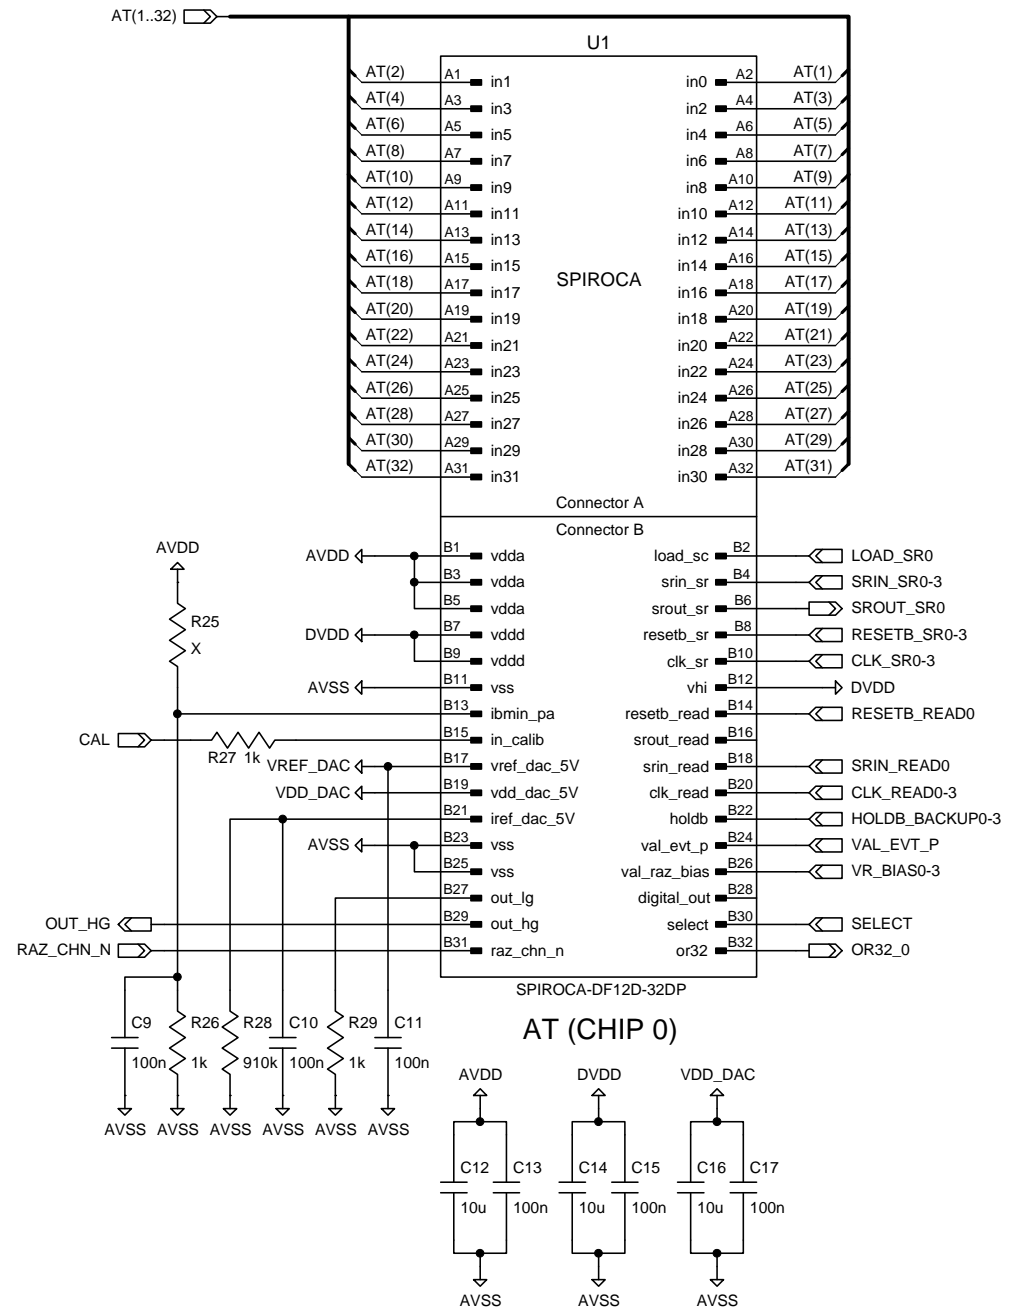 AT(1..32)
U1
AT(2) A1 in1 in0 A2 AT(1)
AT(4) A3 in3 in2 A4 AT(3)
AT(6) A5 in5 in4 A6 AT(5)
AT(8) A7 in7 in6 A8 AT(7)
AT(10) A9 in9 in8 A10 AT(9)
AT(12) A11 in11 in10 A12 AT(11)
AT(14) A13 in13 in12 A14 AT(13)
AT(16) A15 in15 in14 A16 AT(15)
SPIROCA
AT(18) A17 in17 in16 A18 AT(17)
AT(20) A19 in19 in18 A20 AT(19)
AT(22) A21 in21 in20 A22 AT(21)
AT(24) A23 in23 in22 A24 AT(23)
AT(26) A25 in25 in24 A26 AT(25)
AT(28) A27 in27 in26 A28 AT(27)
AT(30) A29 in29 in28 A30 AT(29)
AT(32) A31 in31 in30 A32 AT(31)
Connector A
Connector B
AVDD
AVDD B1 vdda load_sc B2 LOAD_SR0
B3 vdda srin_sr B4 SRIN_SR0-3
B5 vdda srout_sr B6 SROUT_SR0
R25
X
DVDD B7 vddd resetb_sr B8 RESETB_SR0-3
B9 vddd clk_sr B10 CLK_SR0-3
AVSS B11 vss vhi B12 DVDD
B13 ibmin_pa resetb_read B14 RESETB_READ0
CAL R27 1k B15 in_calib srout_read B16
VREF_DAC B17 vref_dac_5V srin_read B18 SRIN_READ0
VDD_DAC B19 vdd_dac_5V clk_read B20 CLK_READ0-3
B21 iref_dac_5V holdb B22 HOLDB_BACKUP0-3
AVSS B23 vss val_evt_p B24 VAL_EVT_P
B25 vss val_raz_bias B26 VR_BIAS0-3
B27 out_lg digital_out B28
OUT_HG B29 out_hg select B30 SELECT
RAZ_CHN_N B31 raz_chn_n or32 B32 OR32_0
SPIROCA-DF12D-32DP
AT (CHIP 0)
C9 R26 R28 C10 R29 C11
100n 1k 910k 100n 1k 100n
AVSS AVSS AVSS AVSS AVSS AVSS
AVDD DVDD VDD_DAC
C12 C13 C14 C15 C16 C17
10u 100n 10u 100n 10u 100n
AVSS AVSS AVSS